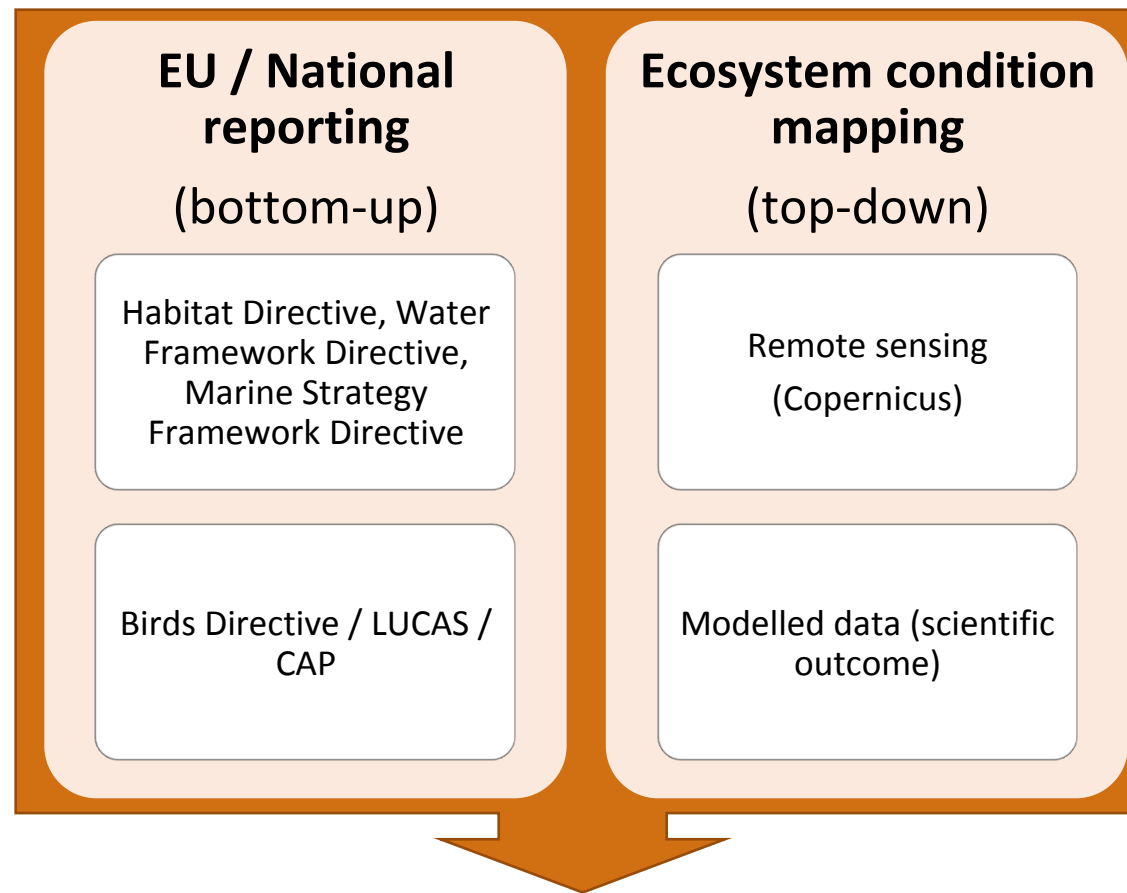 EU / National
reporting
(bottom-up)
Habitat Directive, Water
Framework Directive,
Marine Strategy
Framework Directive
Birds Directive / LUCAS /
CAP
Ecosystem condition
mapping
(top-down)
Remote sensing
(Copernicus)
Modelled data (scientific
outcome)